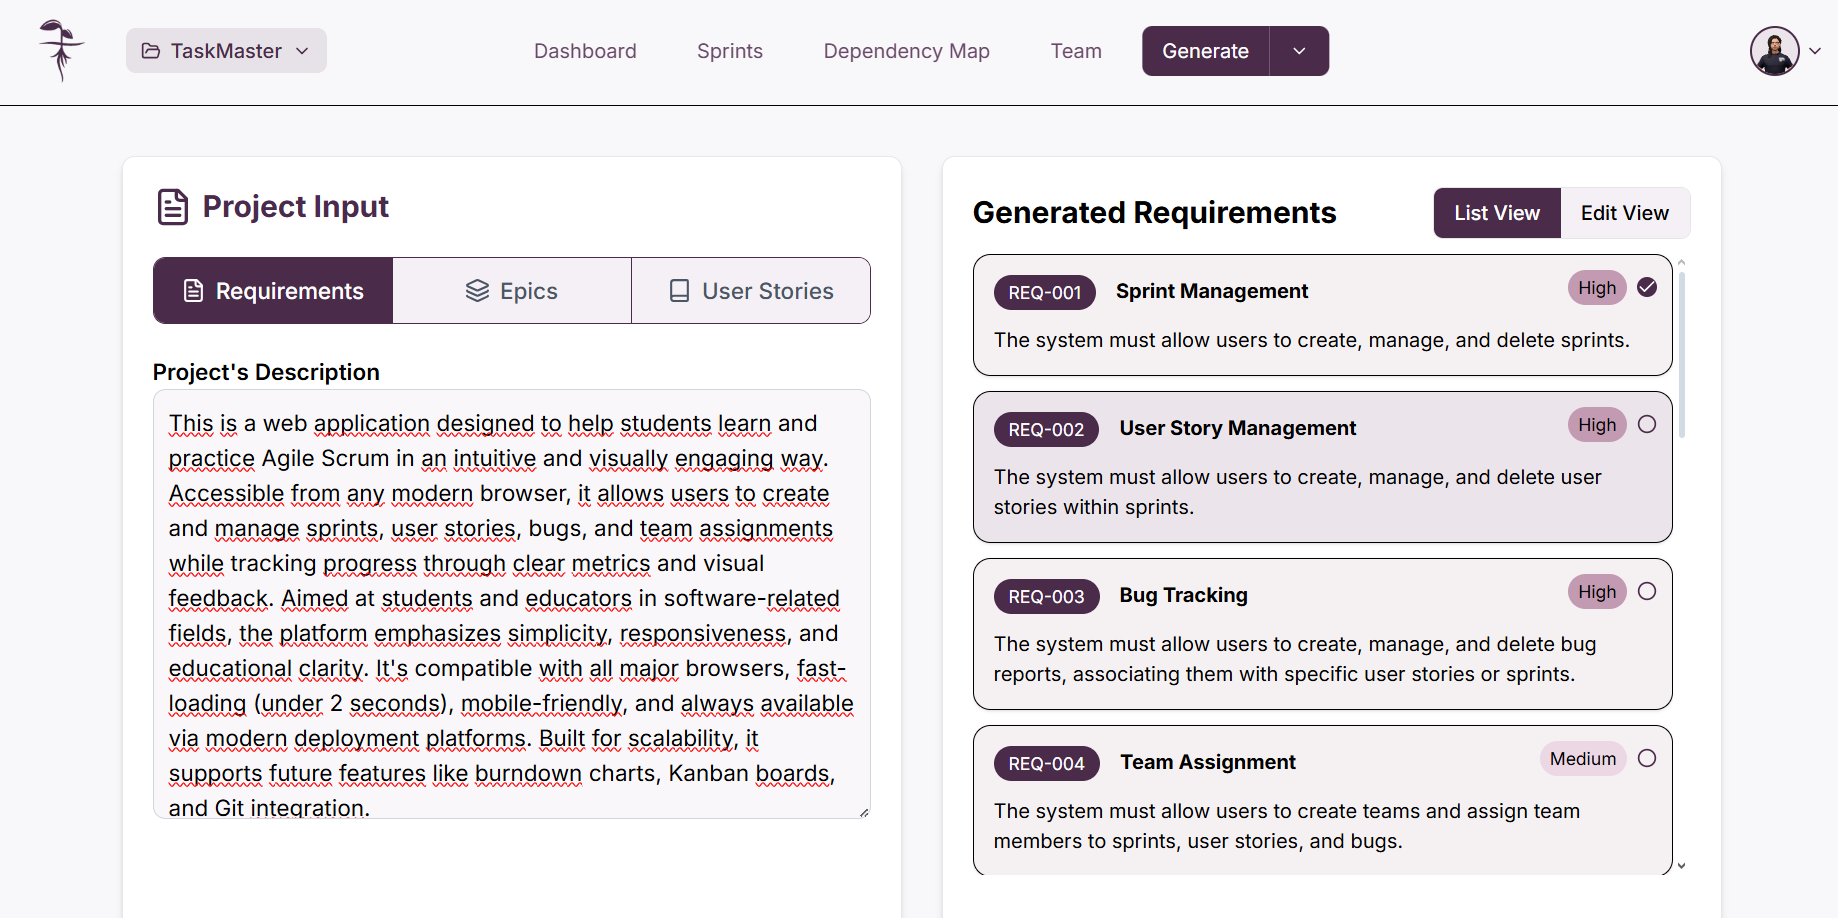 TaskMaster
Dashboard
Sprints
Dependency Map
Team
Generate
Project Input
Requirements
Epics
User Stories
Project's Description
This is a web application designed to help students learn and
practice Agile Scrum in an intuitive and visually engaging way.
Accessible from any modern browser, it allows users to create
and manage sprints, user stories, bugs, and team assignments
while tracking progress through clear metrics and visual
feedback. Aimed at students and educators in software-related
fields, the platform emphasizes simplicity, responsiveness, and
educational clarity. It's compatible with all major browsers, fast-
loading (under 2 seconds), mobile-friendly, and always available
via modern deployment platforms. Built for scalability, it
supports future features like burndown charts, Kanban boards,
and Git integration.
Generated Requirements
List View
Edit View
REQ-001 Sprint Management High
The system must allow users to create, manage, and delete sprints.
REQ-002 User Story Management High
The system must allow users to create, manage, and delete user
stories within sprints.
REQ-003 Bug Tracking High
The system must allow users to create, manage, and delete bug
reports, associating them with specific user stories or sprints.
REQ-004 Team Assignment Medium
The system must allow users to create teams and assign team
members to sprints, user stories, and bugs.